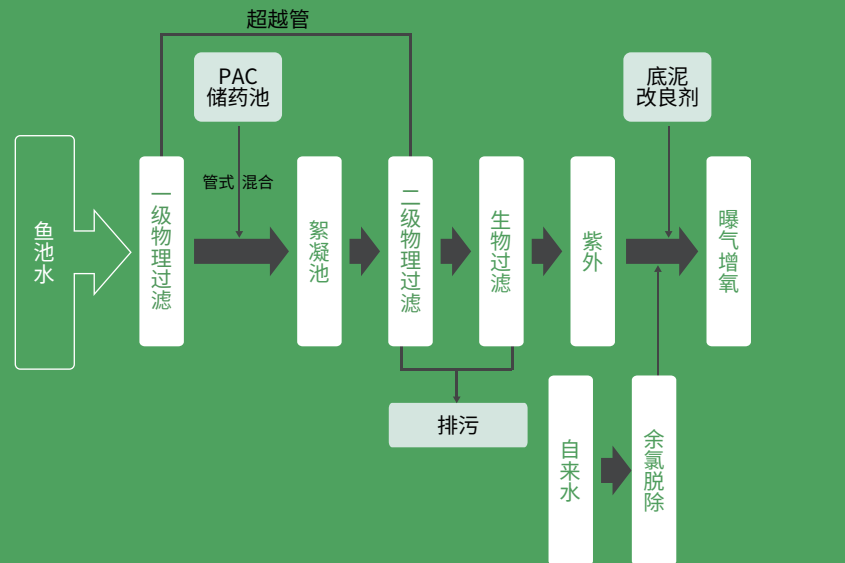 超越管
PAC
储药池
底泥
改良剂
管式 混合
鱼池水
一级物理过滤
絮凝池
二级物理过滤
生物过滤
紫外
曝气增氧
排污
自来水
余氯脱除